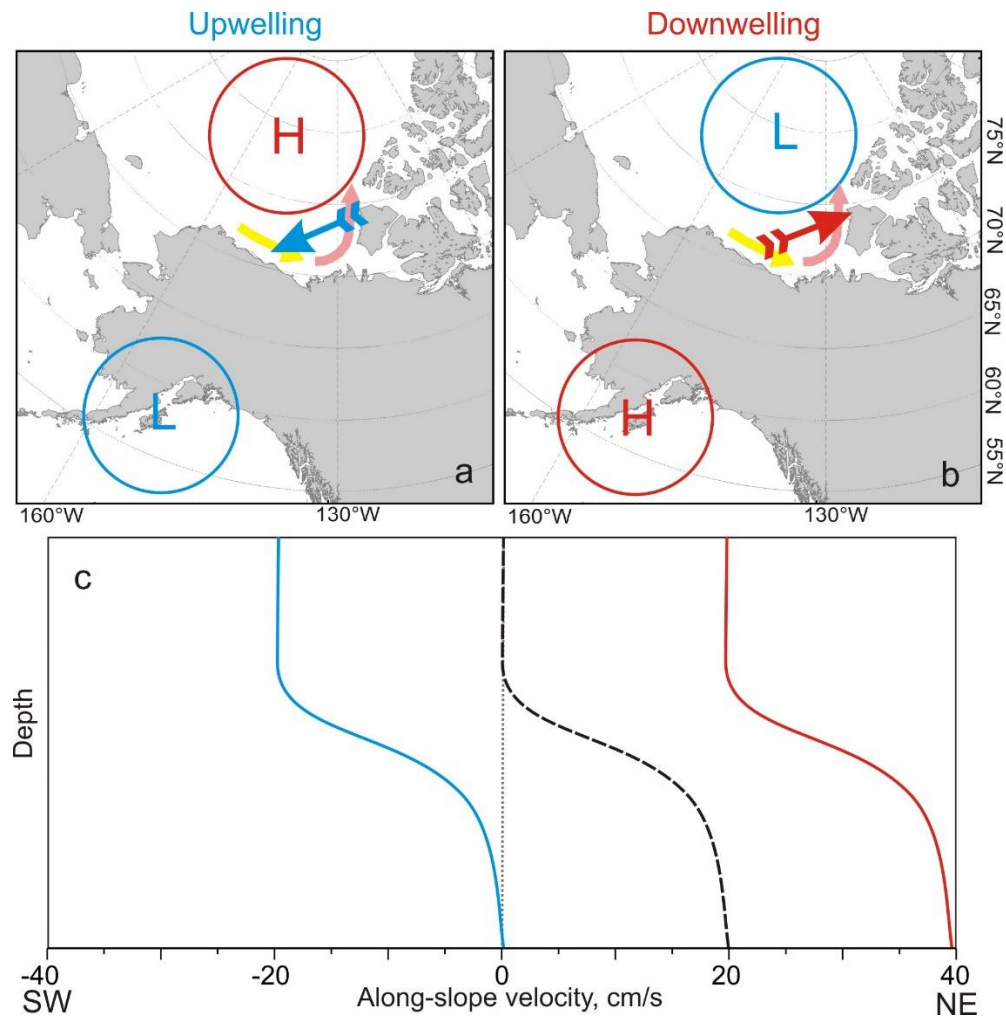 Upwelling
Downwelling
H
L
a
L
H
b
75°N
70°N
65°N
60°N
55°N
160°W
130°W
160°W
130°W
c
Depth
-40
-20
0
20
40
SW
Along-slope velocity, cm/s
NE